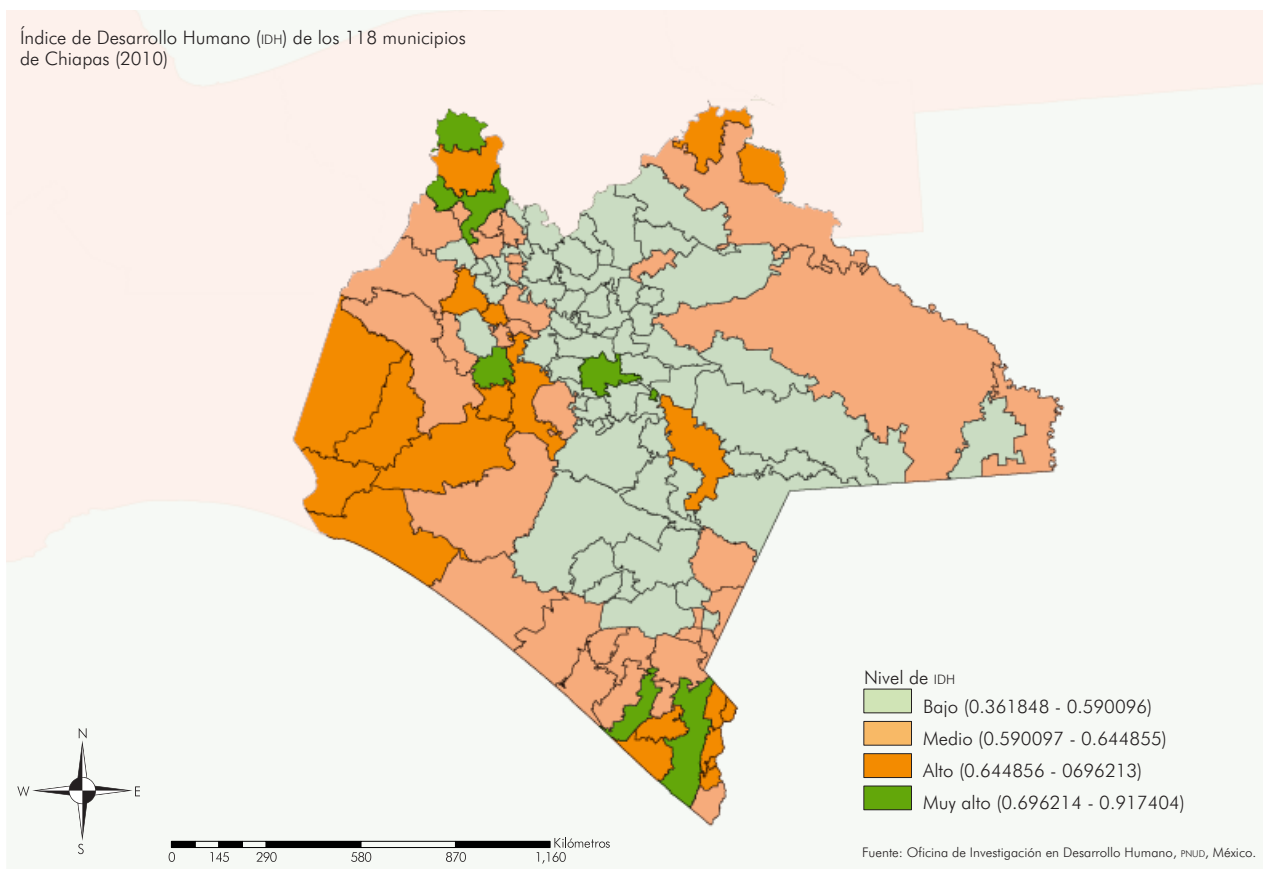 Índice de Desarrollo Humano (IDH) de los 118 municipios
de Chiapas (2010)
Nivel de IDH
Bajo (0.361848 - 0.590096)
Medio (0.590097 - 0.644855)
Alto (0.644856 - 0696213)
Muy alto (0.696214 - 0.917404)
N
W
E
S
Kilómetros
0 145 290 580 870 1,160
Fuente: Oficina de Investigación en Desarrollo Humano, PNUD, México.